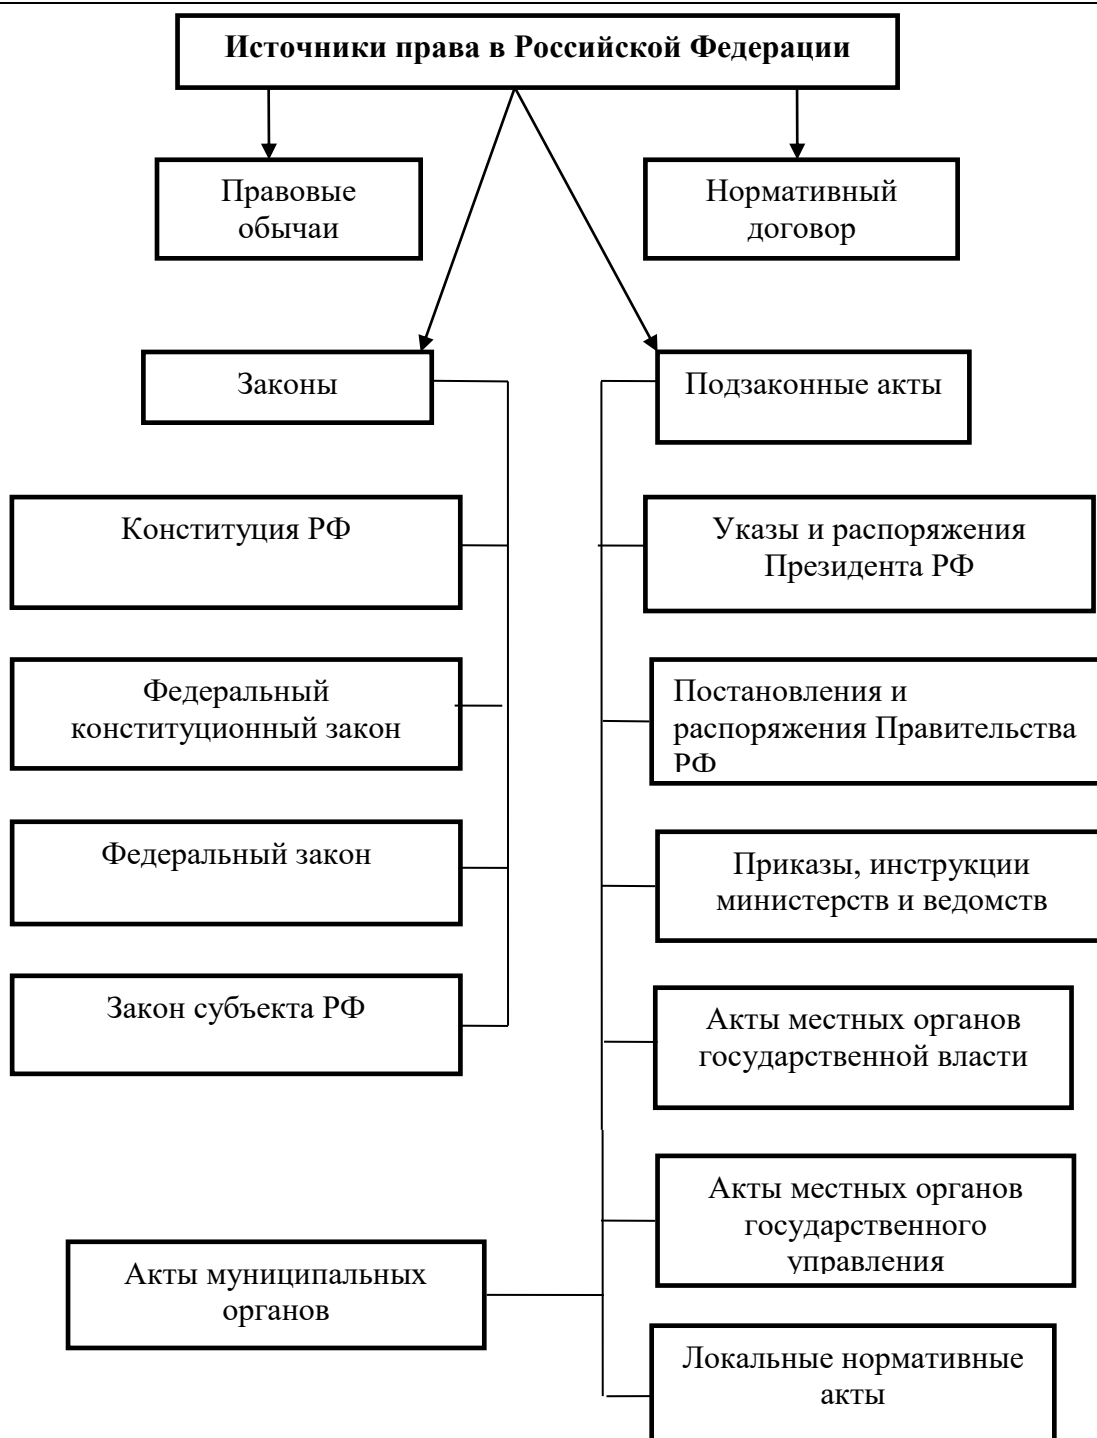 Источники права в Российской Федерации
Правовые
обычаи
Нормативный
договор
Законы
Подзаконные акты
Конституция РФ
Указы и распоряжения
Президента РФ
Федеральный
конституционный закон
Постановления и
распоряжения Правительства
РФ
Федеральный закон
Приказы, инструкции
министерств и ведомств
Закон субъекта РФ
Акты местных органов
государственной власти
Акты местных органов
государственного
управления
Акты муниципальных
органов
Локальные нормативные
акты